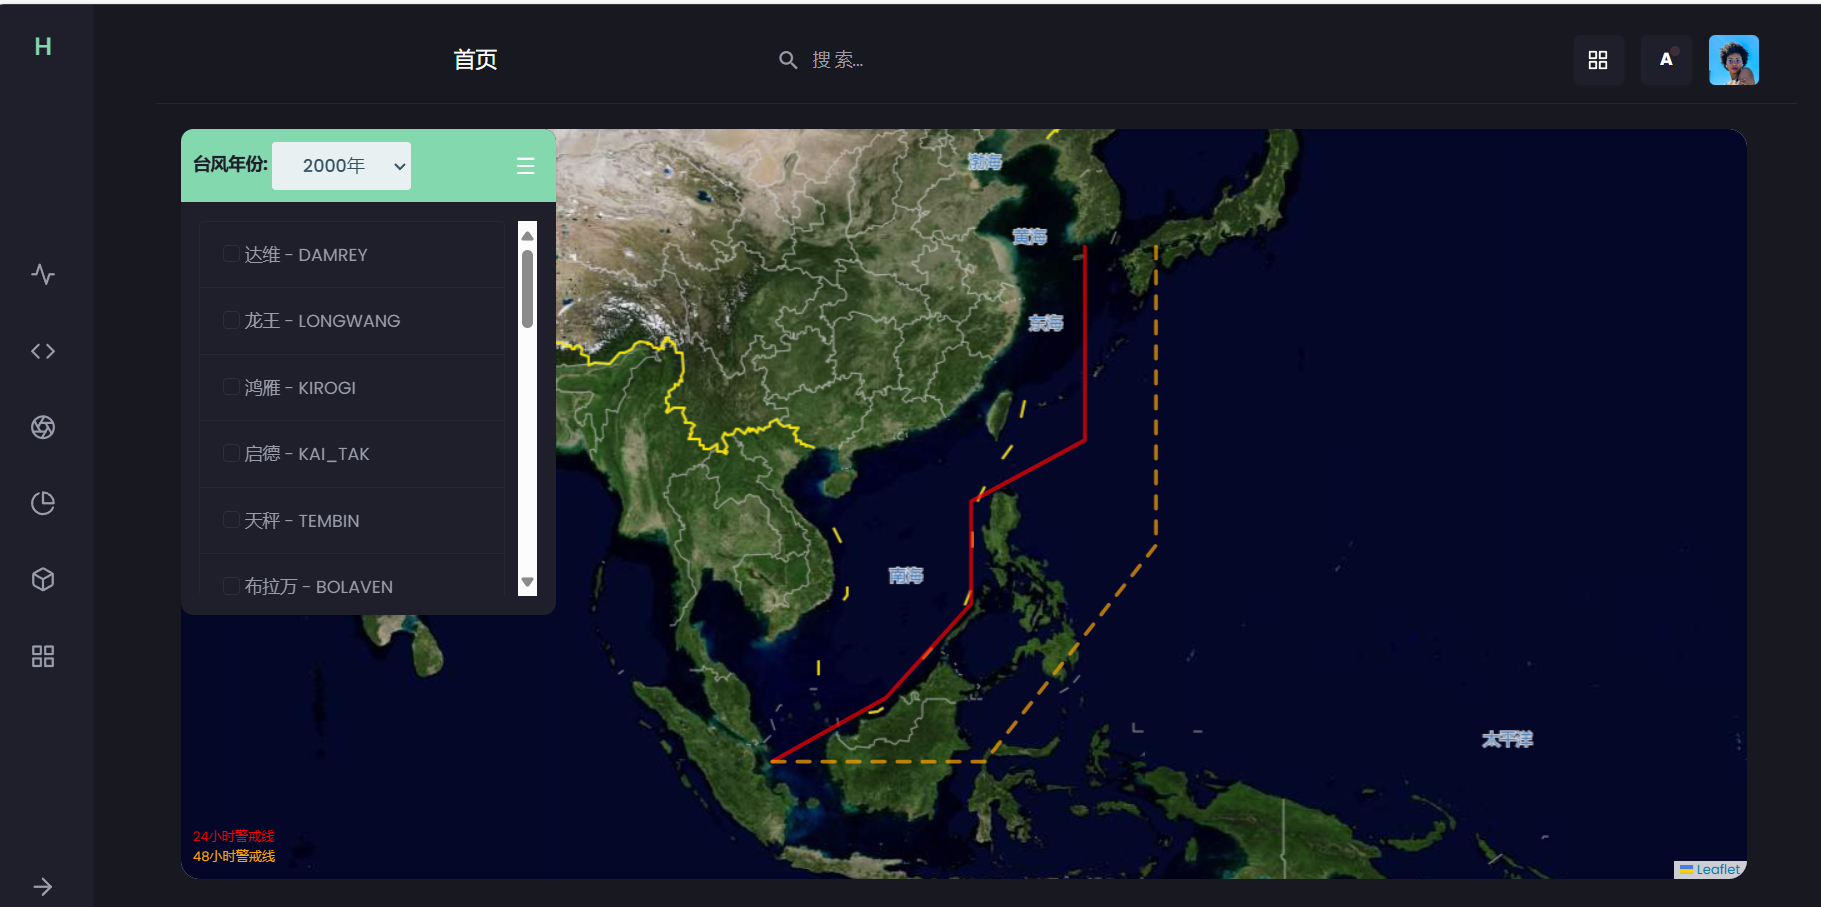 H
首页
搜索...
A
台风年份:
2000年
达维 - DAMREY
龙王 - LONGWANG
鸿雁 - KIROGI
启德 - KAI_TAK
天秤 - TEMBIN
布拉万 - BOLAVEN
渤海
黄海
东海
南海
太平洋
24小时警戒线
48小时警戒线
Leaflet